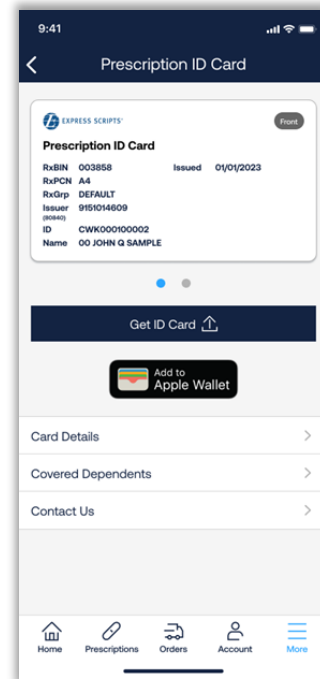 9:41
Prescription ID Card
EXPRESS SCRIPTS®
Front
Prescription ID Card
RxBIN 003858 Issued 01/01/2023
RxPCN A4
RxGrp DEFAULT
Issuer 9151014609
(80840)
ID CWK000100002
Name 00 JOHN Q SAMPLE
Get ID Card
Add to
Apple Wallet
Card Details
Covered Dependents
Contact Us
Home Prescriptions Orders Account More